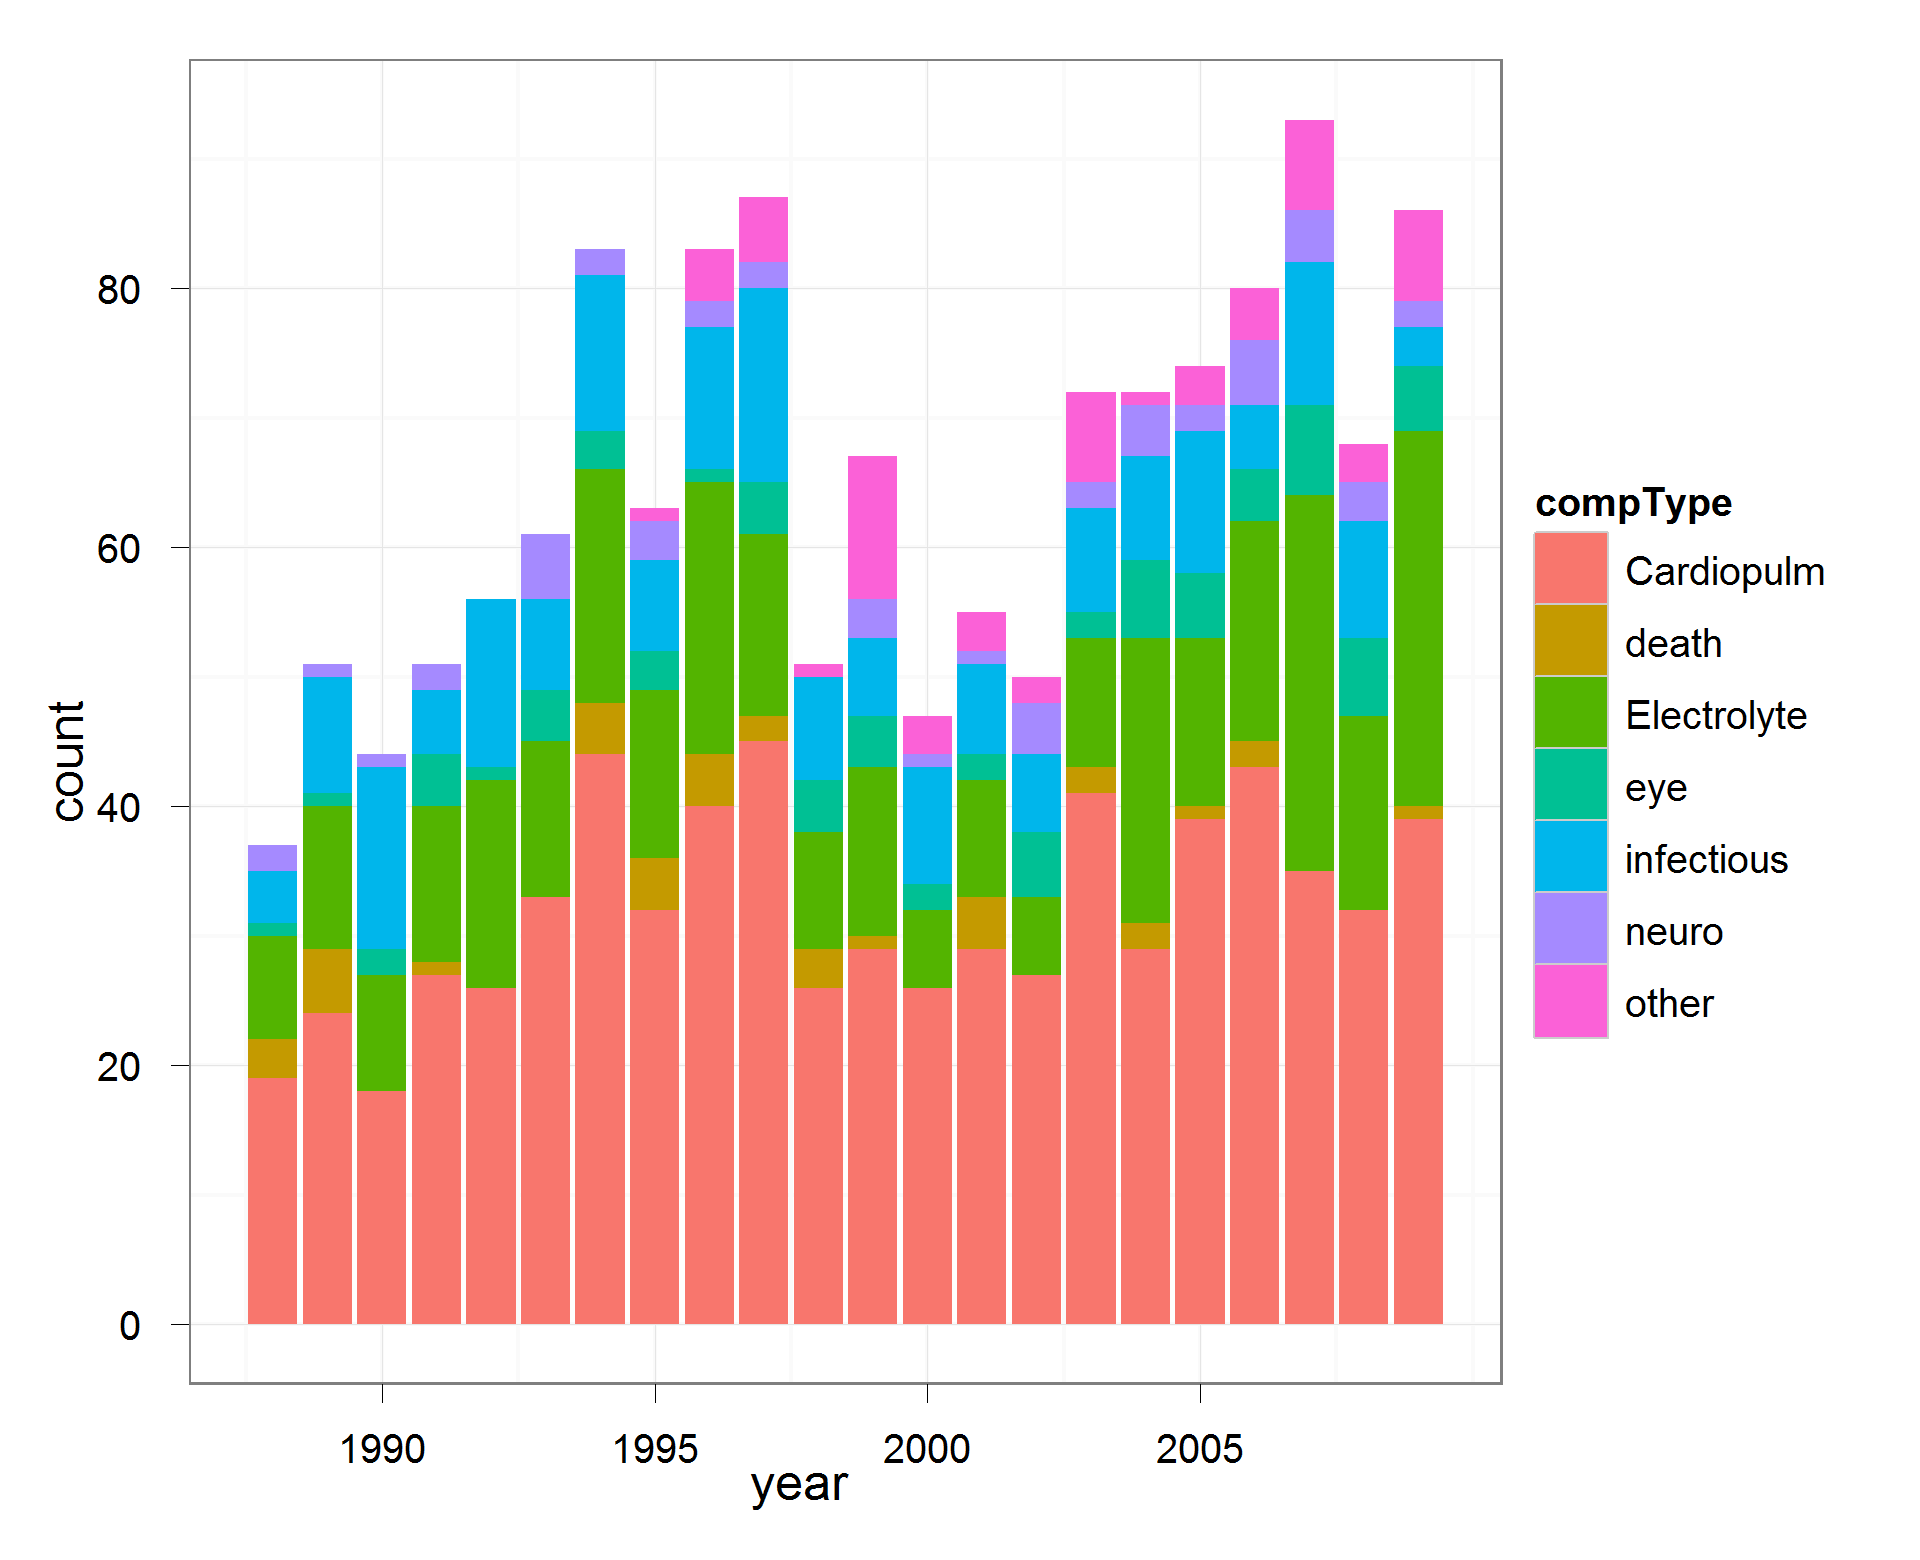 count
80
60
40
20
0
1990
1995
2000
2005
year
compType
Cardiopulm
death
Electrolyte
eye
infectious
neuro
other